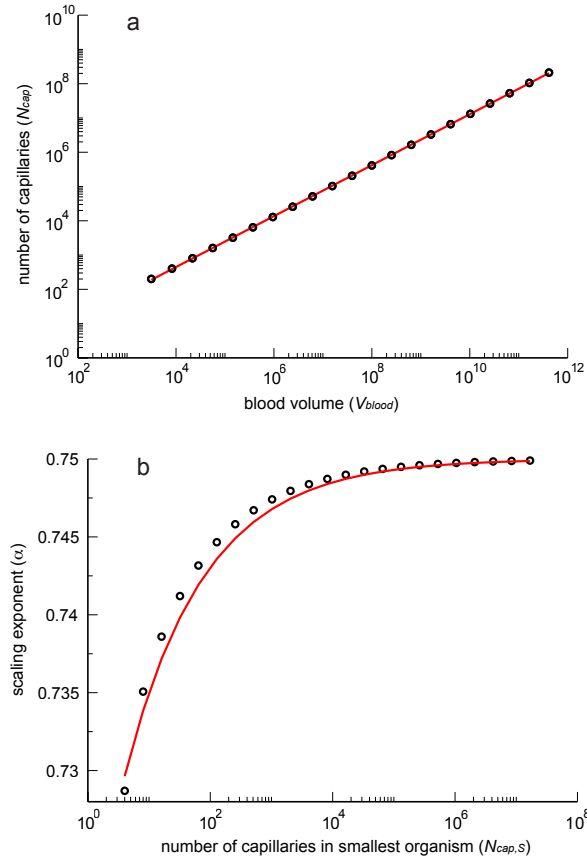 a
number of capillaries (Ncap)
10^10
10^8
10^6
10^4
10^2
10^0
10^2 10^4 10^6 10^8 10^10 10^12
blood volume (Vblood)
b
scaling exponent (α)
0.75
0.745
0.74
0.735
0.73
10^0 10^2 10^4 10^6 10^8
number of capillaries in smallest organism (Ncap,S)